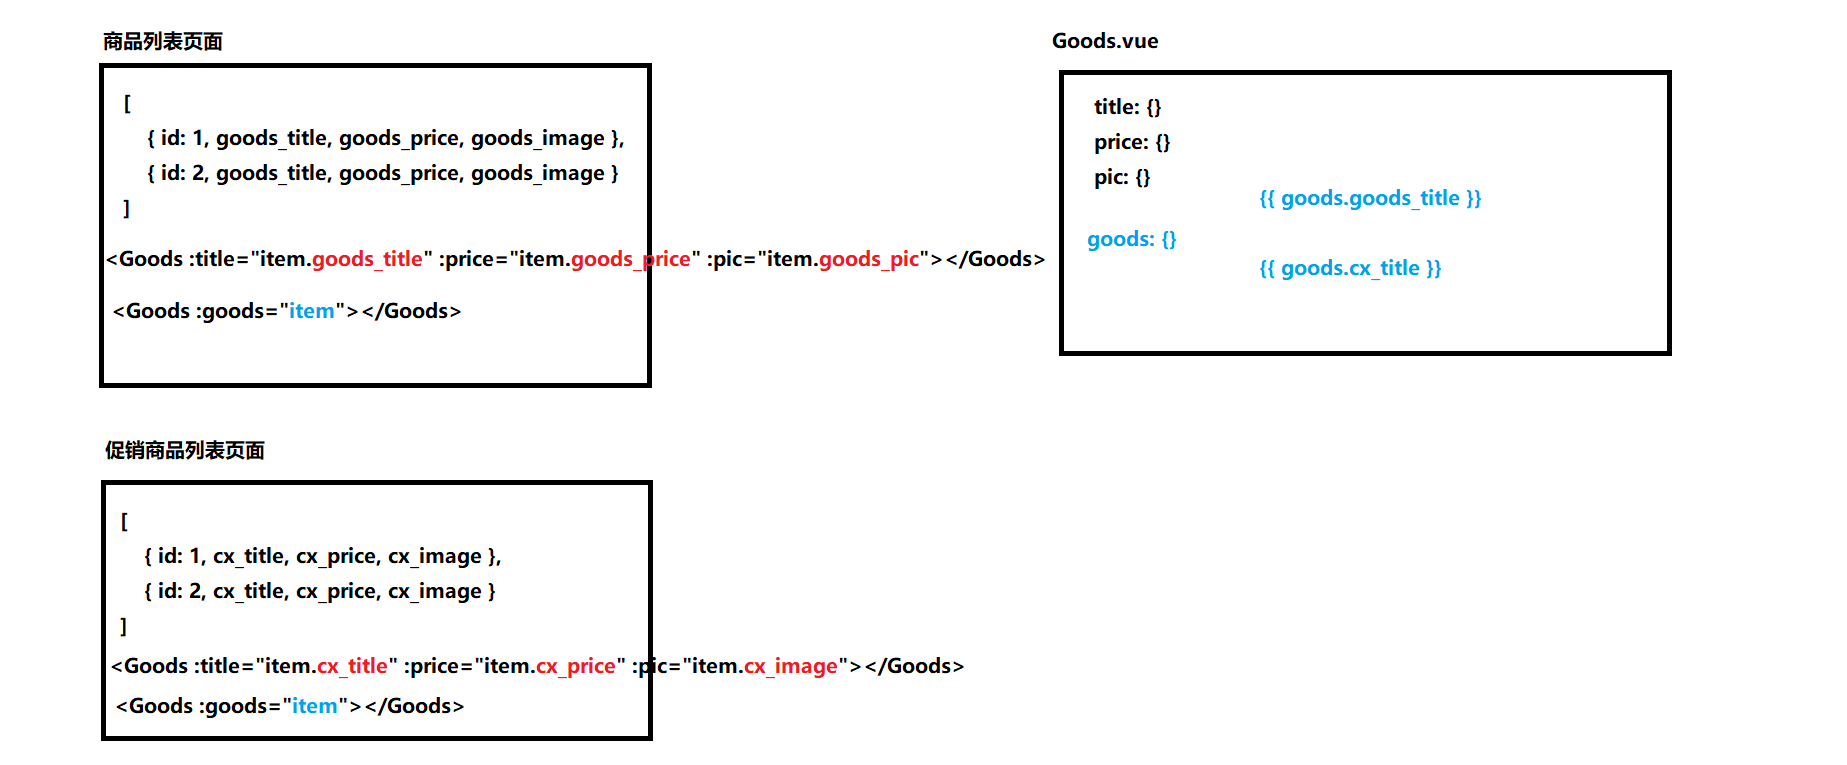 商品列表页面
[
{ id: 1, goods_title, goods_price, goods_image },
{ id: 2, goods_title, goods_price, goods_image }
]
<Goods :title="item.goods_title" :price="item.goods_price" :pic="item.goods_pic"></Goods>
<Goods :goods="item"></Goods>
Goods.vue
title: {}
price: {}
pic: {}
{{ goods.goods_title }}
goods: {}
{{ goods.cx_title }}
促销商品列表页面
[
{ id: 1, cx_title, cx_price, cx_image },
{ id: 2, cx_title, cx_price, cx_image }
]
<Goods :title="item.cx_title" :price="item.cx_price" :pic="item.cx_image"></Goods>
<Goods :goods="item"></Goods>